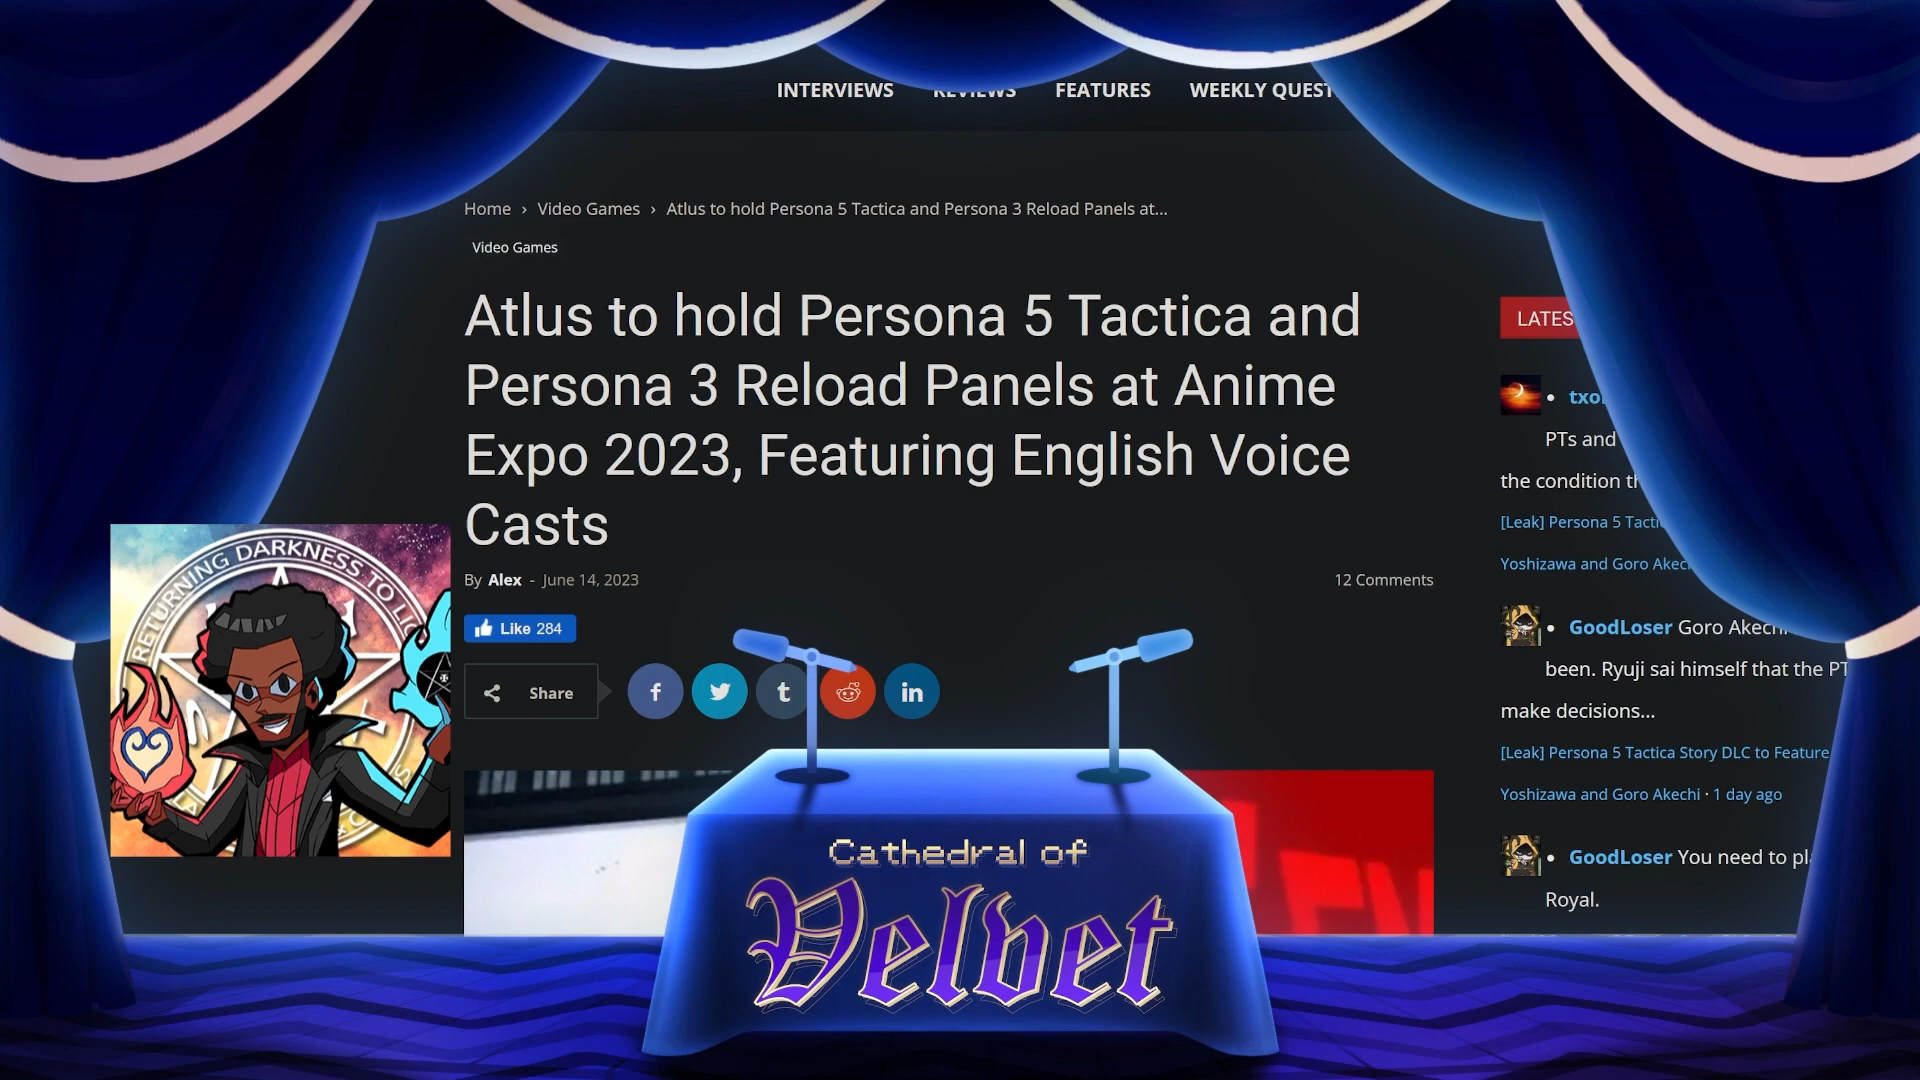 INTERVIEWS REVIEWS FEATURES WEEKLY QUEST
Home › Video Games › Atlus to hold Persona 5 Tactica and Persona 3 Reload Panels at...
Video Games
Atlus to hold Persona 5 Tactica and
Persona 3 Reload Panels at Anime
Expo 2023, Featuring English Voice
Casts
By Alex - June 14, 2023
12 Comments
Like 284
Share
RETURNING DARKNESS TO
LATES
PTs and
the condition
[Leak] Persona 5
Yoshizawa and Goro
GoodLoser Goro
been. Ryuji sai himself that the PT
make decisions...
[Leak] Persona 5 Tactica Story DLC to Feature
Yoshizawa and Goro Akechi · 1 day ago
GoodLoser You need to
Royal.
Cathedral of
Velvet